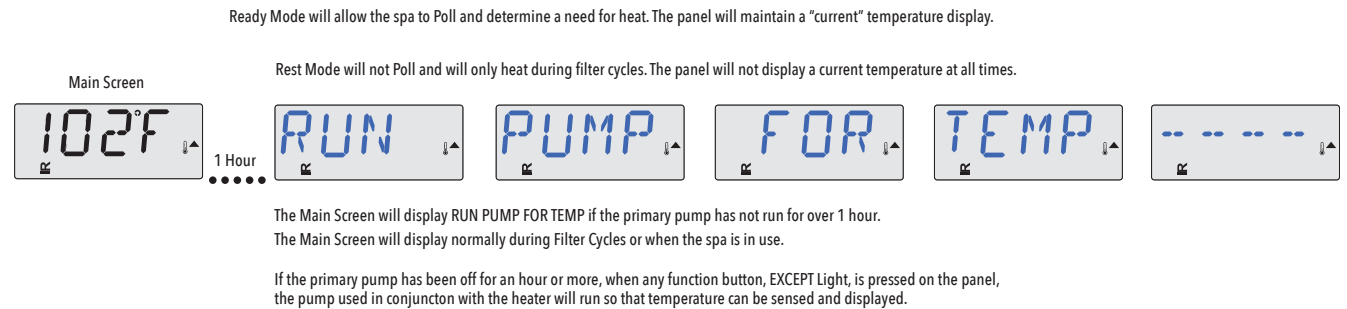 Ready Mode will allow the spa to Poll and determine a need for heat. The panel will maintain a “current” temperature display.
Rest Mode will not Poll and will only heat during filter cycles. The panel will not display a current temperature at all times.
Main Screen
102°F
R
1 Hour
RUN
R
PUMP
R
FOR
R
TEMP
R
-- -- -- --
R
The Main Screen will display RUN PUMP FOR TEMP if the primary pump has not run for over 1 hour.
The Main Screen will display normally during Filter Cycles or when the spa is in use.
If the primary pump has been off for an hour or more, when any function button, EXCEPT Light, is pressed on the panel,
the pump used in conjuncton with the heater will run so that temperature can be sensed and displayed.